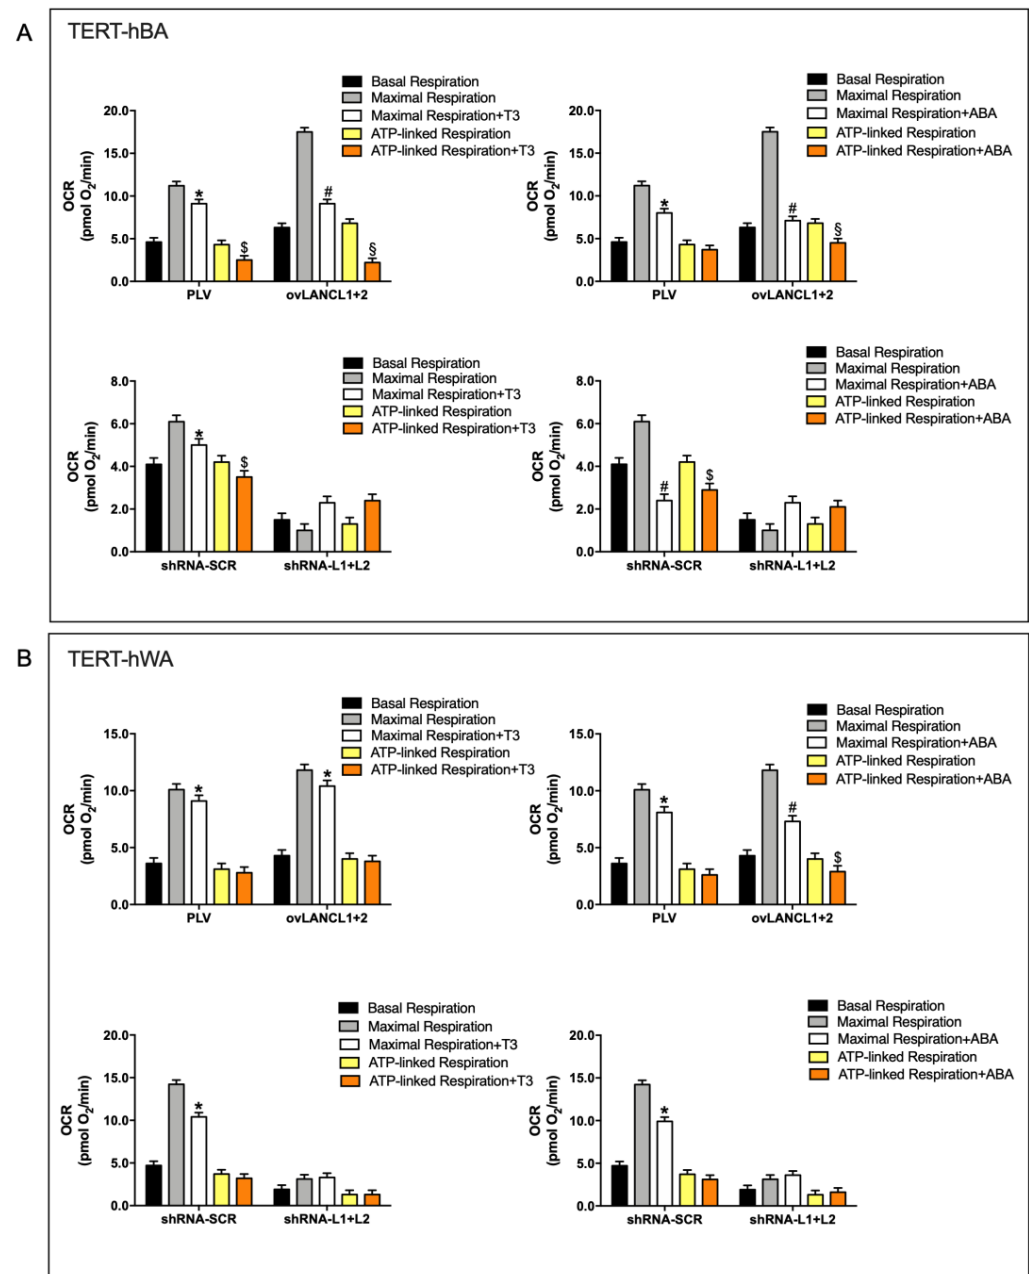 A
TERT-hBA
Basal Respiration
Maximal Respiration
Maximal Respiration+T3
ATP-linked Respiration
ATP-linked Respiration+T3
20.0
15.0
10.0
5.0
0.0
OCR
(pmol O₂/min)
*
$
#
§
PLV
ovLANCL1+2
Basal Respiration
Maximal Respiration
Maximal Respiration+ABA
ATP-linked Respiration
ATP-linked Respiration+ABA
20.0
15.0
10.0
5.0
0.0
OCR
(pmol O₂/min)
*
#
§
PLV
ovLANCL1+2
Basal Respiration
Maximal Respiration
Maximal Respiration+T3
ATP-linked Respiration
ATP-linked Respiration+T3
8.0
6.0
4.0
2.0
0.0
OCR
(pmol O₂/min)
*
$
shRNA-SCR
shRNA-L1+L2
Basal Respiration
Maximal Respiration
Maximal Respiration+ABA
ATP-linked Respiration
ATP-linked Respiration+ABA
8.0
6.0
4.0
2.0
0.0
OCR
(pmol O₂/min)
#
$
shRNA-SCR
shRNA-L1+L2
B
TERT-hWA
Basal Respiration
Maximal Respiration
Maximal Respiration+T3
ATP-linked Respiration
ATP-linked Respiration+T3
15.0
10.0
5.0
0.0
OCR
(pmol O₂/min)
*
*
PLV
ovLANCL1+2
Basal Respiration
Maximal Respiration
Maximal Respiration+ABA
ATP-linked Respiration
ATP-linked Respiration+ABA
15.0
10.0
5.0
0.0
OCR
(pmol O₂/min)
*
#
$
PLV
ovLANCL1+2
Basal Respiration
Maximal Respiration
Maximal Respiration+T3
ATP-linked Respiration
ATP-linked Respiration+T3
20.0
15.0
10.0
5.0
0.0
OCR
(pmol O₂/min)
*
shRNA-SCR
shRNA-L1+L2
Basal Respiration
Maximal Respiration
Maximal Respiration+ABA
ATP-linked Respiration
ATP-linked Respiration+ABA
20.0
15.0
10.0
5.0
0.0
OCR
(pmol O₂/min)
*
shRNA-SCR
shRNA-L1+L2